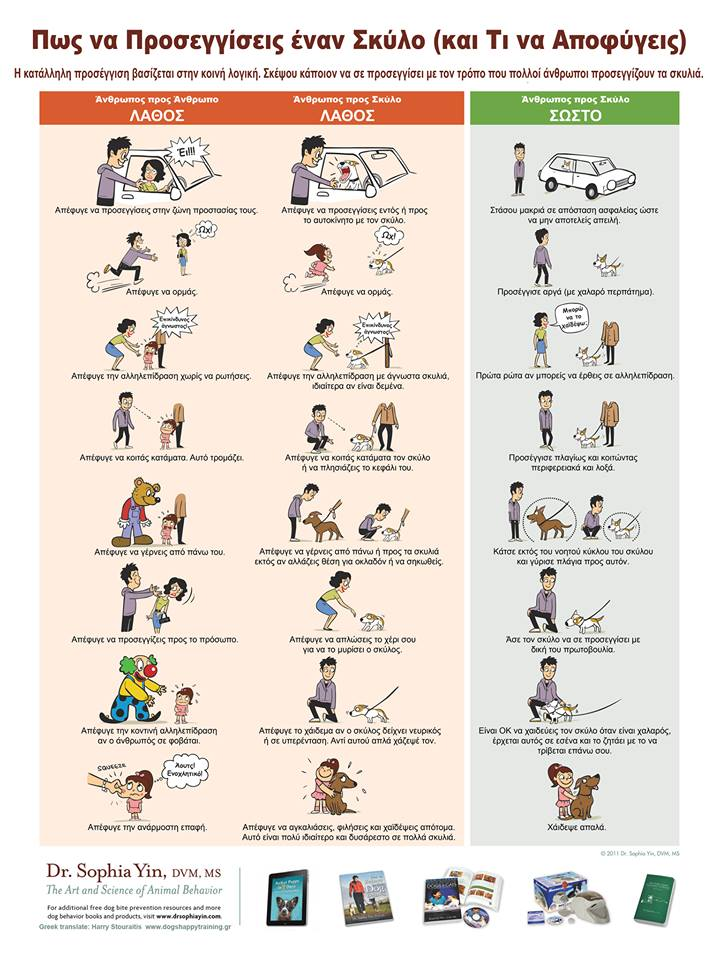 Πως να Προσεγγίσεις έναν Σκύλο (και Τι να Αποφύγεις)
Η κατάλληλη προσέγγιση βασίζεται στην κοινή λογική. Σκέψου κάποιον να σε προσεγγίσει με τον τρόπο που πολλοί άνθρωποι προσεγγίζουν τα σκυλιά.
Άνθρωπος προς Άνθρωπο
ΛΑΘΟΣ
Άνθρωπος προς Σκύλο
ΛΑΘΟΣ
Άνθρωπος προς Σκύλο
ΣΩΣΤΟ
Έι!!!
Απέφυγε να προσεγγίσεις στην ζώνη προστασίας τους.
Απέφυγε να προσεγγίσεις εντός ή προς
το αυτοκίνητο με τον σκύλο.
Στάσου μακριά σε απόσταση ασφαλείας ώστε
να μην αποτελείς απειλή.
Ωχ!
Απέφυγε να ορμάς.
Ωχ!
Απέφυγε να ορμάς.
Προσέγγισε αργά (με χαλαρό περπάτημα).
Επικίνδυνος
άγνωστος!
Απέφυγε την αλληλεπίδραση χωρίς να ρωτήσεις.
Επικίνδυνος
άγνωστος!
Απέφυγε την αλληλεπίδραση με άγνωστα σκυλιά,
ιδιαίτερα αν είναι δεμένα.
Μπορώ
να το
χαϊδέψω;
Πρώτα ρώτα αν μπορείς να έρθεις σε αλληλεπίδραση.
Απέφυγε να κοιτάς κατάματα. Αυτό τρομάζει.
Απέφυγε να κοιτάς κατάματα τον σκύλο
ή να πλησιάζεις το κεφάλι του.
Προσέγγισε πλαγίως και κοιτώντας
περιφερειακά και λοξά.
Απέφυγε να γέρνεις από πάνω του.
Απέφυγε να γέρνεις από πάνω ή προς τα σκυλιά
εκτός αν αλλάζεις θέση για οκλαδόν ή να σηκωθείς.
Κάτσε εκτός του νοητού κύκλου του σκύλου
και γύρισε πλάγια προς αυτόν.
Απέφυγε να προσεγγίζεις προς το πρόσωπο.
Απέφυγε να απλώσεις το χέρι σου
για να το μυρίσει ο σκύλος.
Άσε τον σκύλο να σε προσεγγίσει με
δική του πρωτοβουλία.
Απέφυγε την κοντινή αλληλεπίδραση
αν ο άνθρωπός σε φοβάται.
Απέφυγε το χάιδεμα αν ο σκύλος δείχνει νευρικός
ή σε υπερένταση. Αντί αυτού απλά χάζεψέ τον.
Είναι ΟΚ να χαιδεύεις τον σκύλο όταν είναι χαλαρός,
έρχεται αυτός σε εσένα και το ζητάει με το να
τρίβεται επάνω σου.
SQUEEZE
Άουτς!
Ενοχλητικό!
Απέφυγε την ανάρμοστη επαφή.
Απέφυγε να αγκαλιάσεις, φιλήσεις και χαϊδέψεις απότομα.
Αυτό είναι πολύ ιδιαίτερο και δυσάρεστο σε πολλά σκυλιά.
Χάιδεψε απαλά.
© 2011 Dr. Sophia Yin, DVM, MS
Dr. Sophia Yin, DVM, MS
The Art and Science of Animal Behavior
For additional free dog bite prevention resources and more
dog behavior books and products, visit www.drsophiayin.com.
Greek translate: Harry Stouraitis www.dogshappytraining.gr